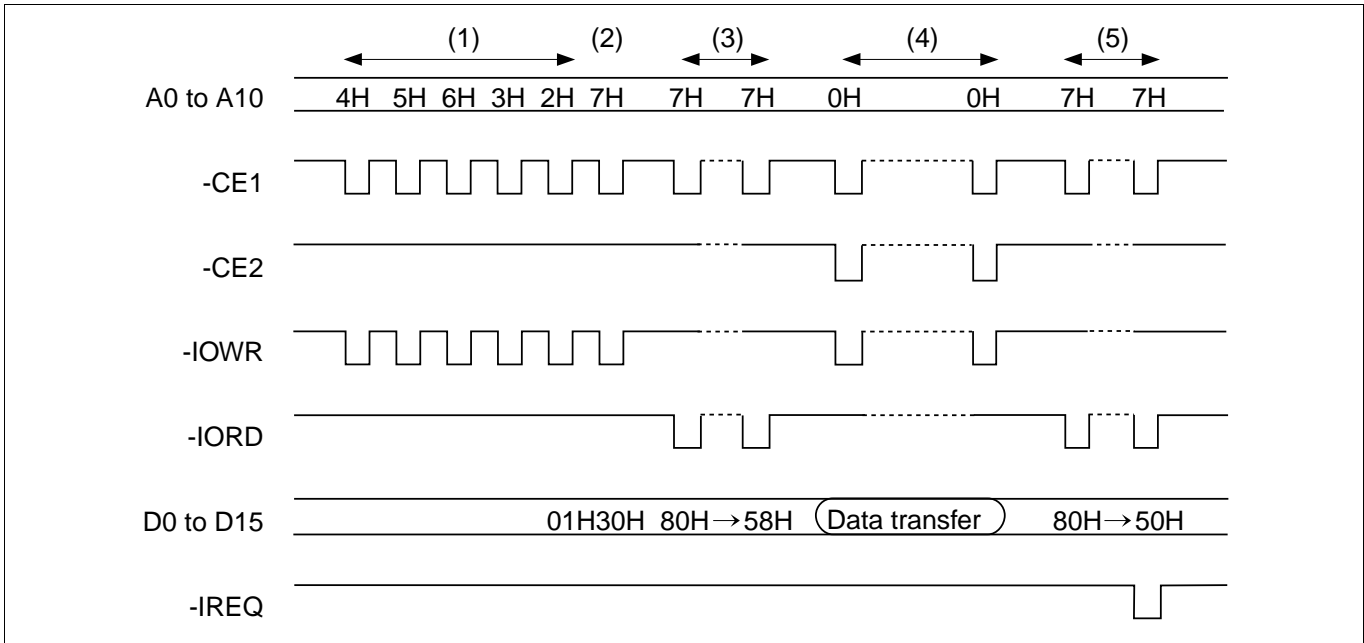 (1) (2) (3) (4) (5)
A0 to A10 4H 5H 6H 3H 2H 7H 7H 7H 0H 0H 7H 7H
-CE1
-CE2
-IOWR
-IORD
D0 to D15 01H30H 80H→58H Data transfer 80H→50H
-IREQ